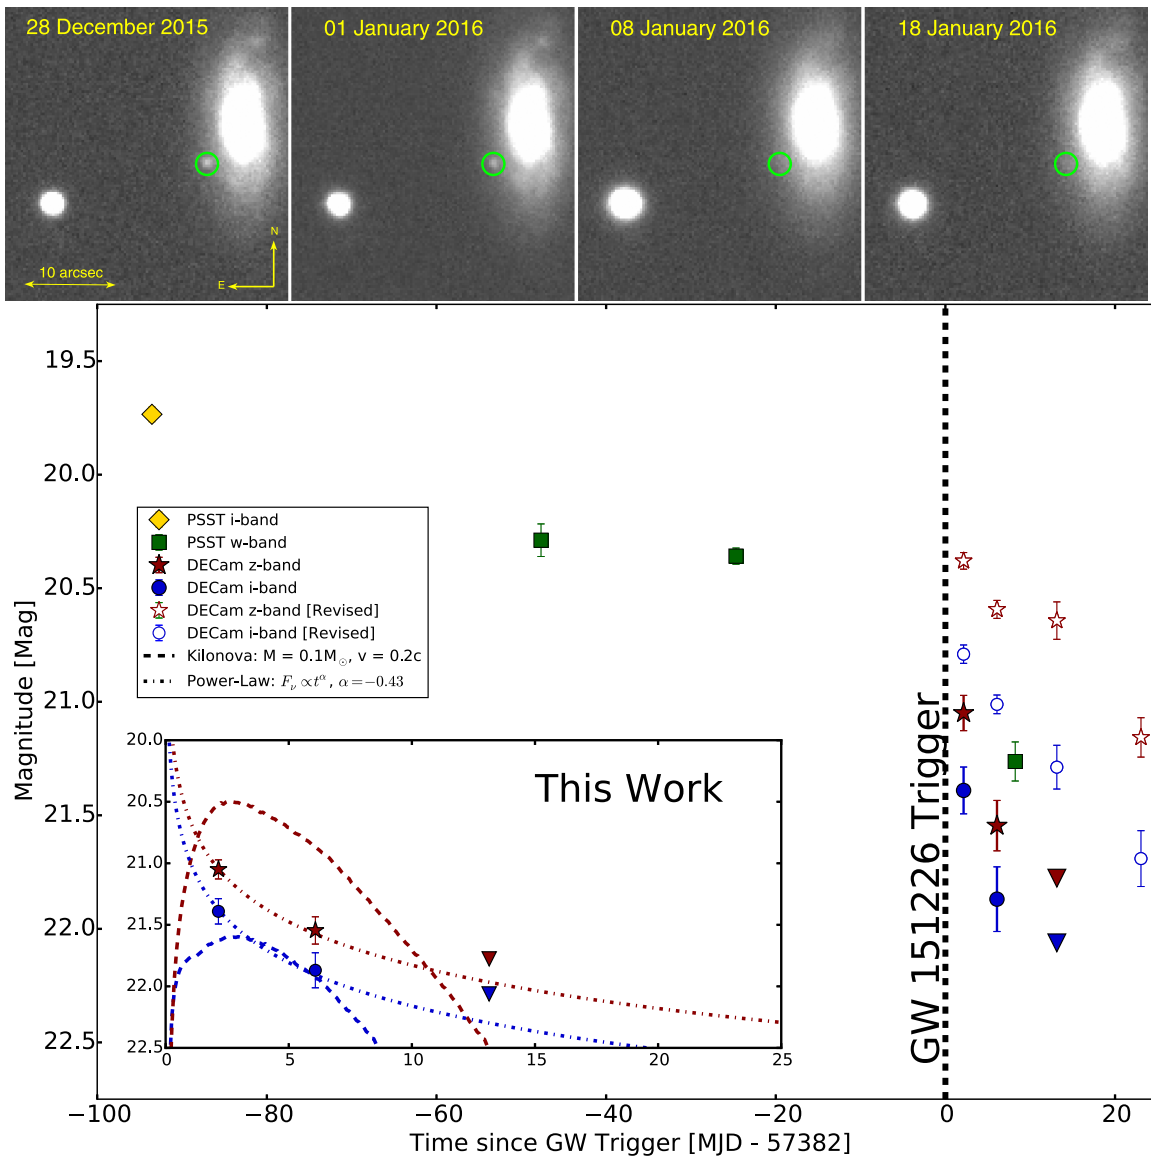 28 December 2015
01 January 2016
08 January 2016
18 January 2016
N
E
10 arcsec
19.5
20.0
20.5
21.0
21.5
22.0
22.5
Magnitude [Mag]
PSST i-band
PSST w-band
DECam z-band
DECam i-band
DECam z-band [Revised]
DECam i-band [Revised]
Kilonova: M = 0.1M☉, v = 0.2c
Power-Law: Fν ∝ t^α, α = −0.43
This Work
20.0
20.5
21.0
21.5
22.0
22.5
0 5 10 15 20 25
GW 151226 Trigger
−100 −80 −60 −40 −20 0 20
Time since GW Trigger [MJD - 57382]